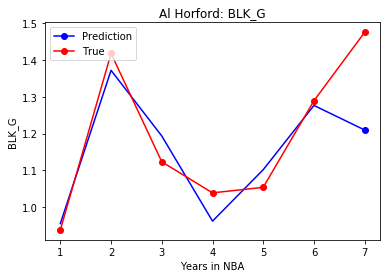 Al Horford: BLK_G
Prediction
True
BLK_G
1.5
1.4
1.3
1.2
1.1
1.0
1 2 3 4 5 6 7
Years in NBA